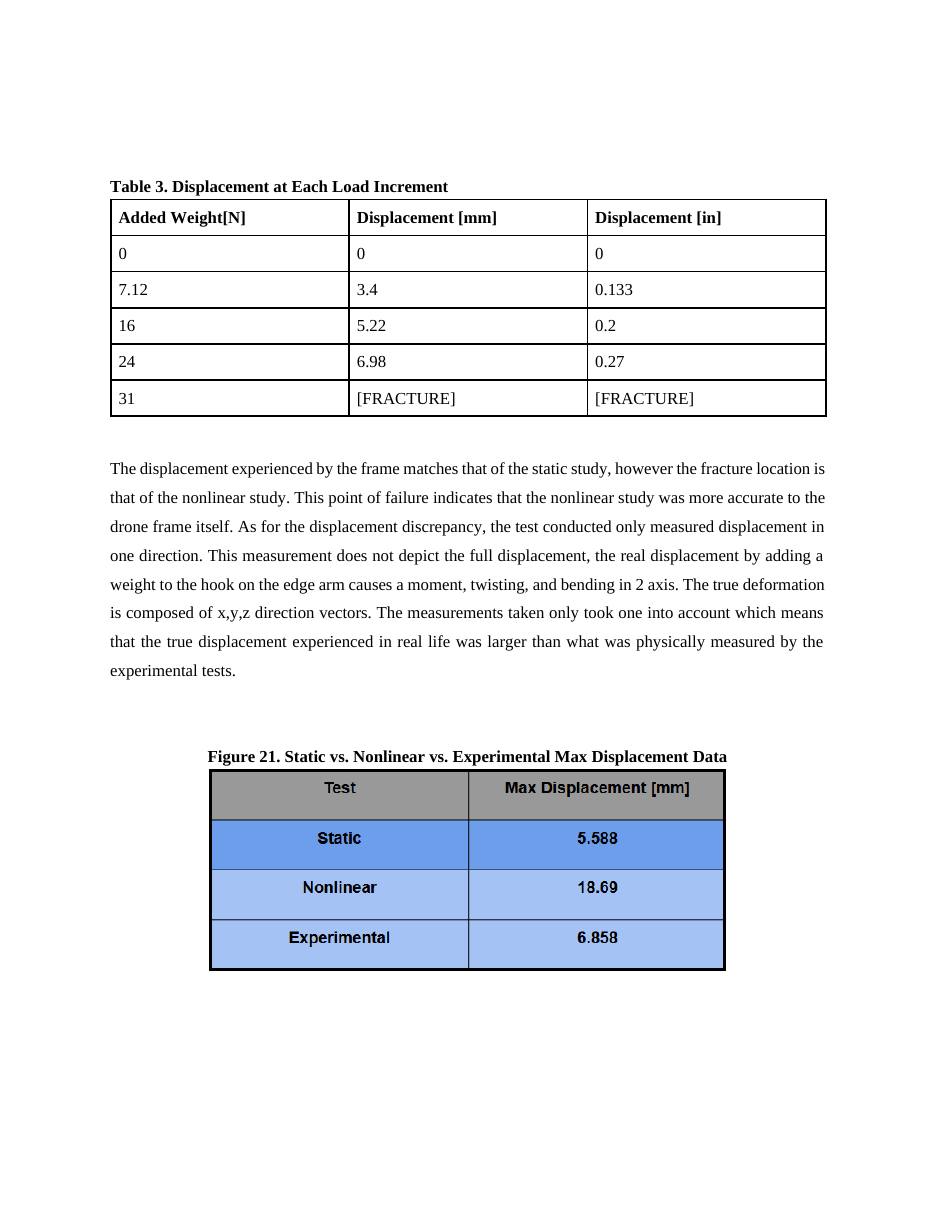 Table 3. Displacement at Each Load Increment
Added Weight[N] Displacement [mm] Displacement [in]
0 0 0
7.12 3.4 0.133
16 5.22 0.2
24 6.98 0.27
31 [FRACTURE] [FRACTURE]
The displacement experienced by the frame matches that of the static study, however the fracture location is
that of the nonlinear study. This point of failure indicates that the nonlinear study was more accurate to the
drone frame itself. As for the displacement discrepancy, the test conducted only measured displacement in
one direction. This measurement does not depict the full displacement, the real displacement by adding a
weight to the hook on the edge arm causes a moment, twisting, and bending in 2 axis. The true deformation
is composed of x,y,z direction vectors. The measurements taken only took one into account which means
that the true displacement experienced in real life was larger than what was physically measured by the
experimental tests.
Figure 21. Static vs. Nonlinear vs. Experimental Max Displacement Data
Test Max Displacement [mm]
Static 5.588
Nonlinear 18.69
Experimental 6.858